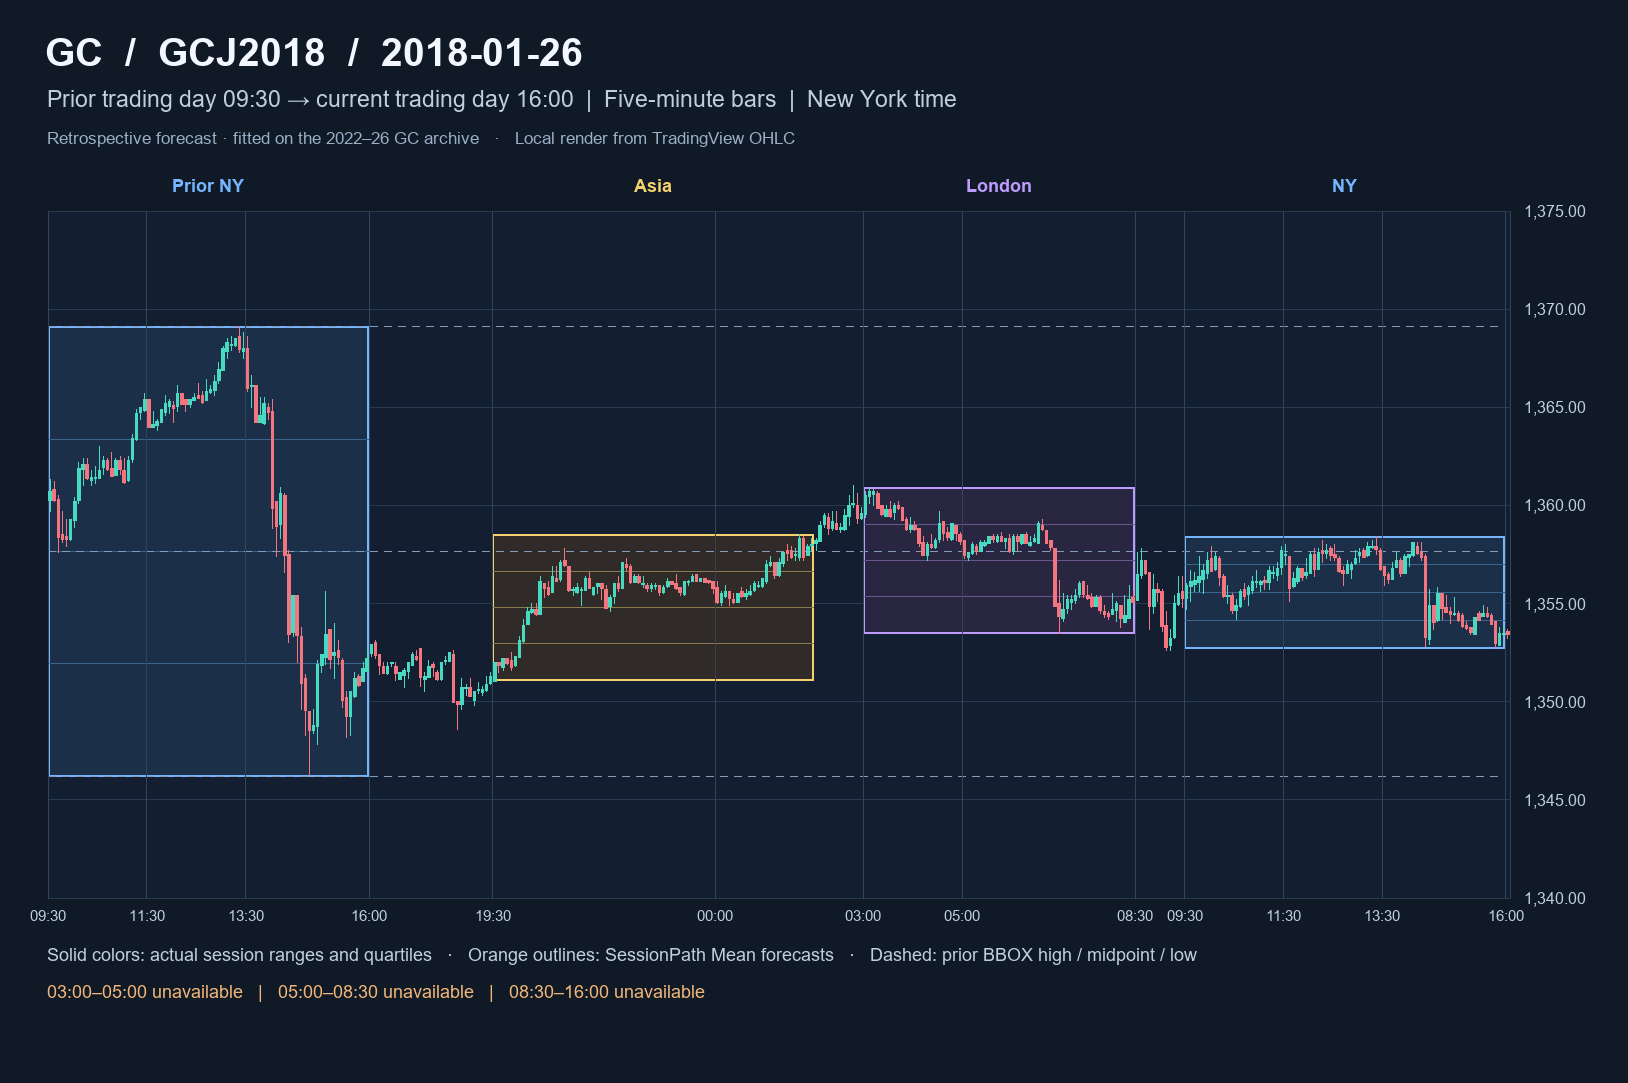 GC / GCJ2018 / 2018-01-26
Prior trading day 09:30 → current trading day 16:00 | Five-minute bars | New York time
Retrospective forecast · fitted on the 2022–26 GC archive · Local render from TradingView OHLC
Prior NY Asia London NY
1,375.00
1,370.00
1,365.00
1,360.00
1,355.00
1,350.00
1,345.00
1,340.00
09:30 11:30 13:30 16:00 19:30 00:00 03:00 05:00 08:30 09:30 11:30 13:30 16:00
Solid colors: actual session ranges and quartiles · Orange outlines: SessionPath Mean forecasts · Dashed: prior BBOX high / midpoint / low
03:00–05:00 unavailable | 05:00–08:30 unavailable | 08:30–16:00 unavailable